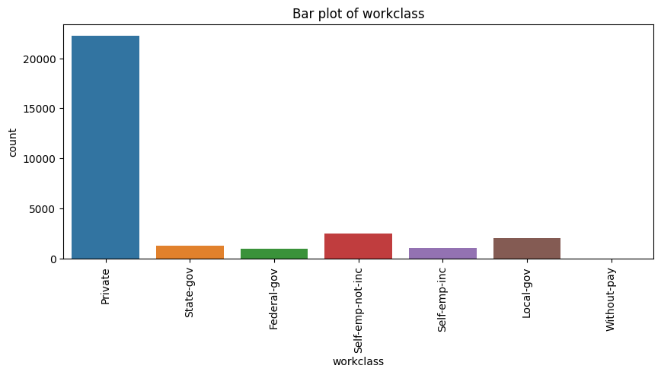 Bar plot of workclass
count
20000
15000
10000
5000
0
Private
State-gov
Federal-gov
Self-emp-not-inc
Self-emp-inc
Local-gov
Without-pay
workclass